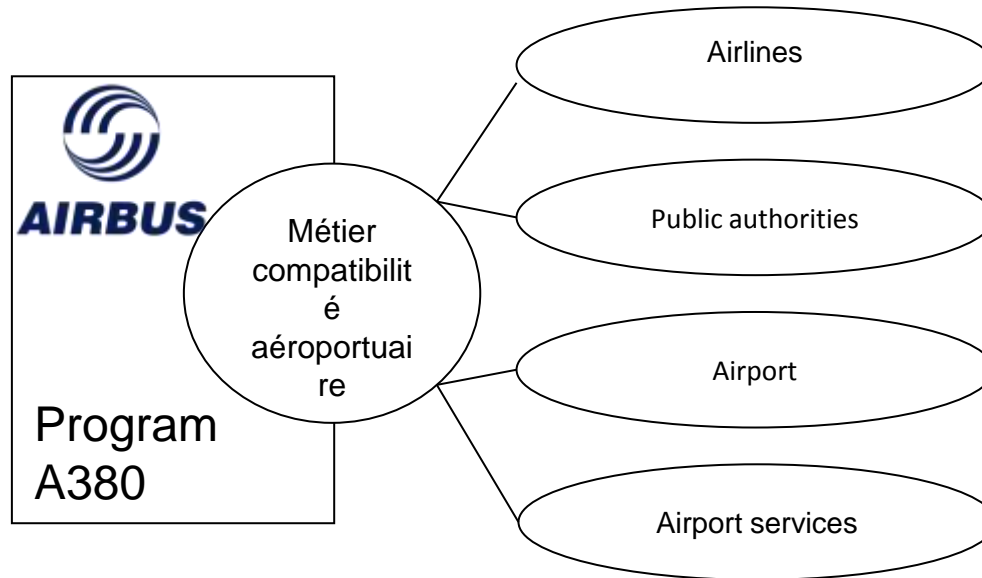 AIRBUS
Program
A380
Métier
compatibilit
é
aéroportuai
re
Airlines
Public authorities
Airport
Airport services